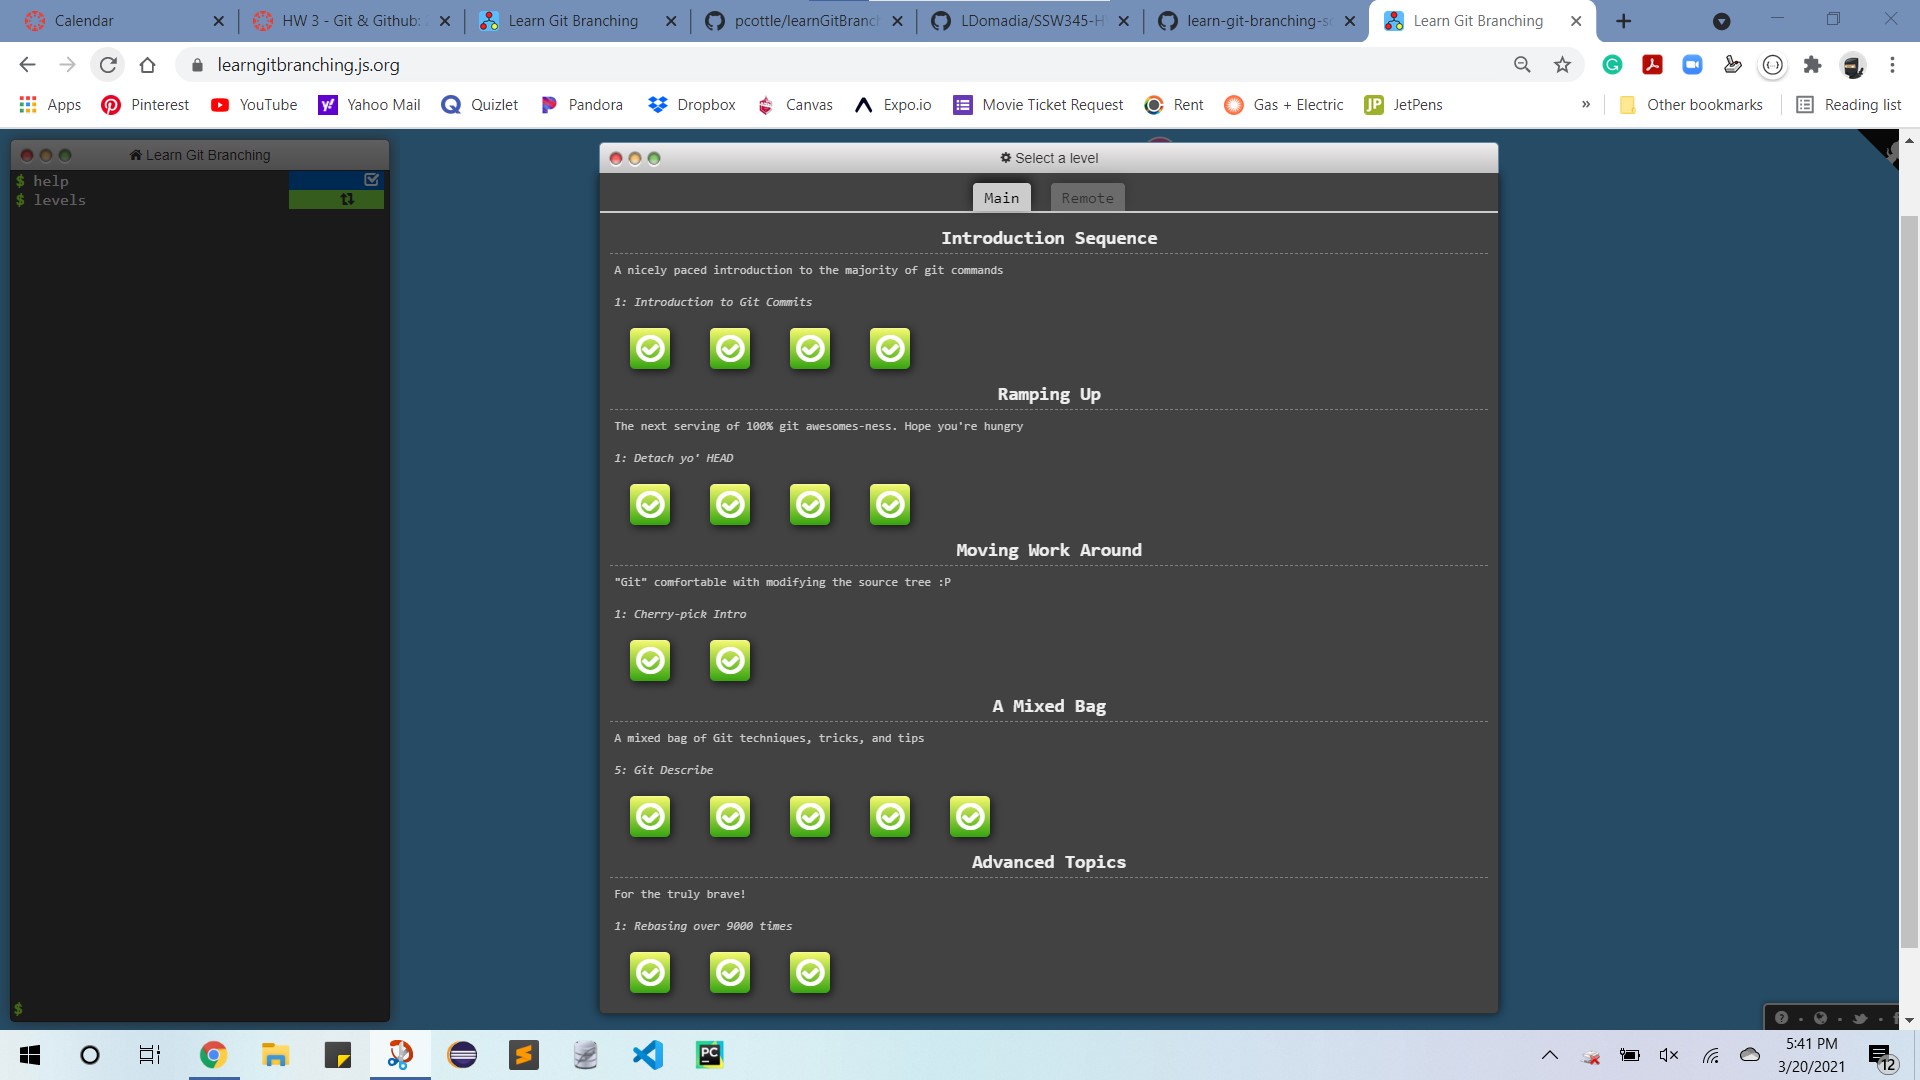 Calendar
HW 3 - Git & Github:
Learn Git Branching
pcottle/learnGitBranch
LDomadia/SSW345-H
learn-git-branching-so
Learn Git Branching
learngitbranching.js.org
Apps
Pinterest
YouTube
Yahoo Mail
Quizlet
Pandora
Dropbox
Canvas
Expo.io
Movie Ticket Request
Rent
Gas + Electric
JP JetPens
»
Other bookmarks
Reading list
Learn Git Branching
$ help
$ levels
$
Select a level
Main
Remote
Introduction Sequence
A nicely paced introduction to the majority of git commands
1: Introduction to Git Commits
Ramping Up
The next serving of 100% git awesomes-ness. Hope you're hungry
1: Detach yo' HEAD
Moving Work Around
"Git" comfortable with modifying the source tree :P
1: Cherry-pick Intro
A Mixed Bag
A mixed bag of Git techniques, tricks, and tips
5: Git Describe
Advanced Topics
For the truly brave!
1: Rebasing over 9000 times
PC
5:41 PM
3/20/2021
12